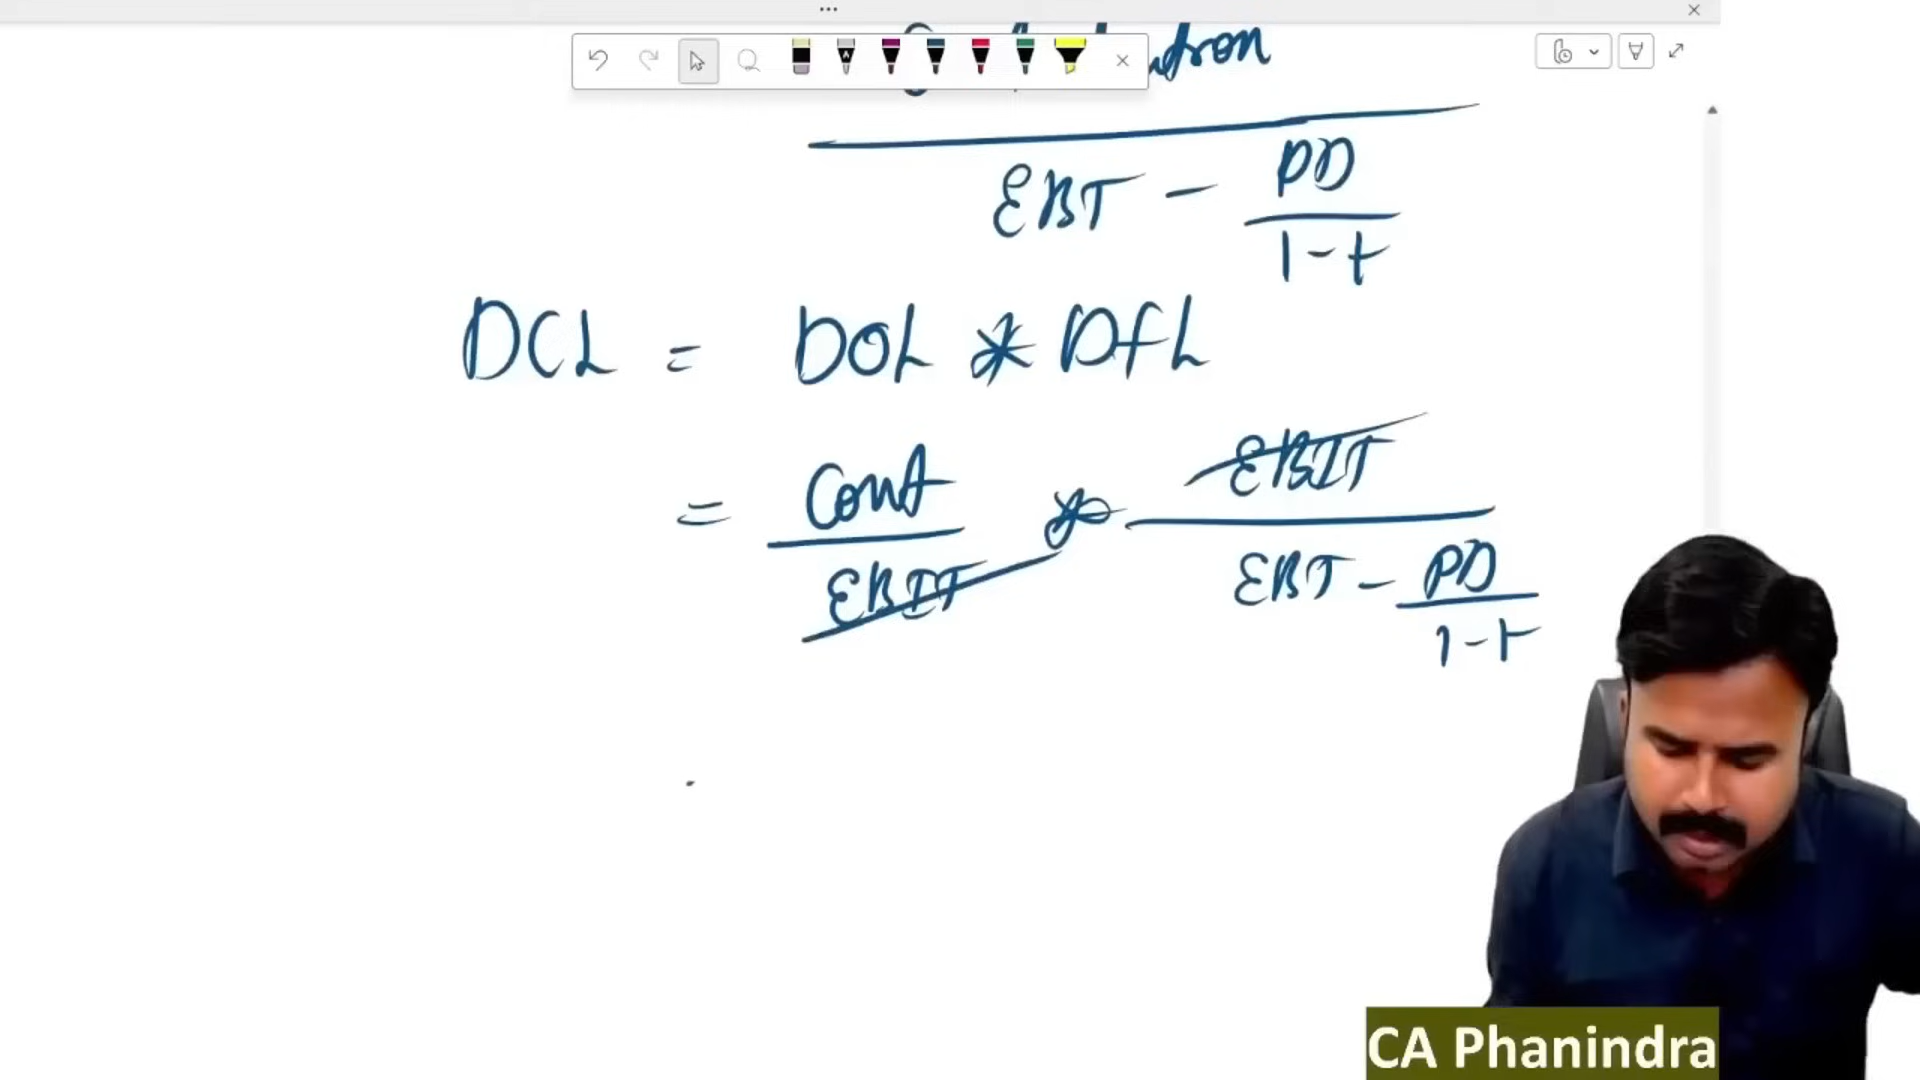 EBT - PD
1-t
DCL = DOL * DFL
= Cont * EBIT
EBIT EBT - PD
1-t
CA Phanindra